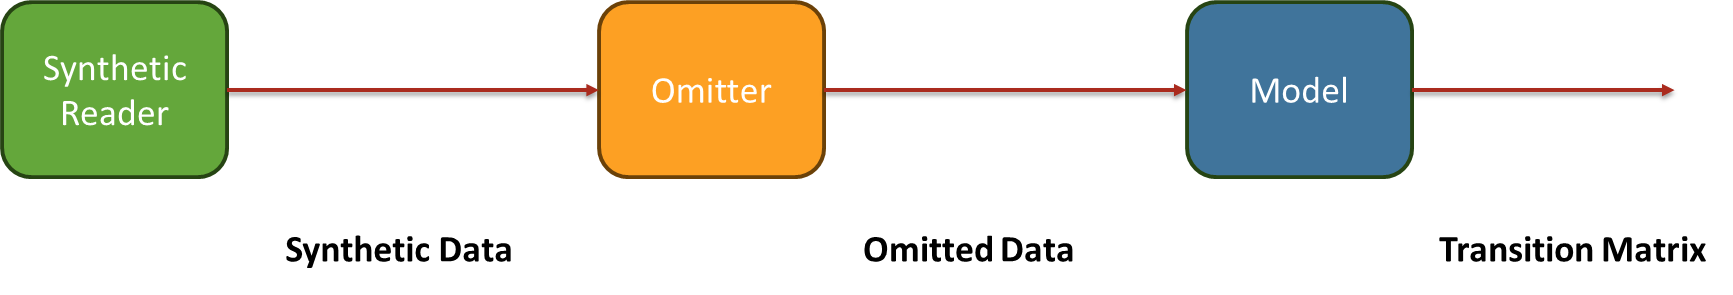 Synthetic
Reader
Omitter
Model
Synthetic Data
Omitted Data
Transition Matrix